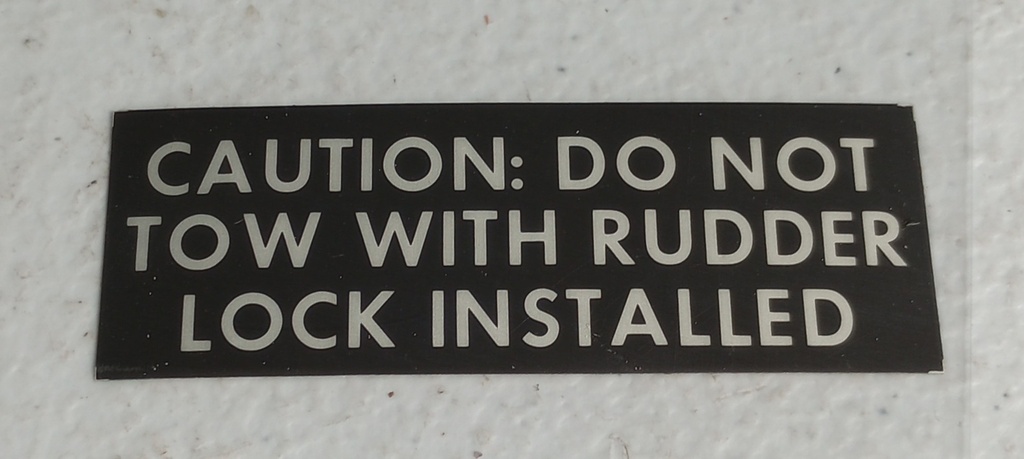 CAUTION: DO NOT
TOW WITH RUDDER
LOCK INSTALLED